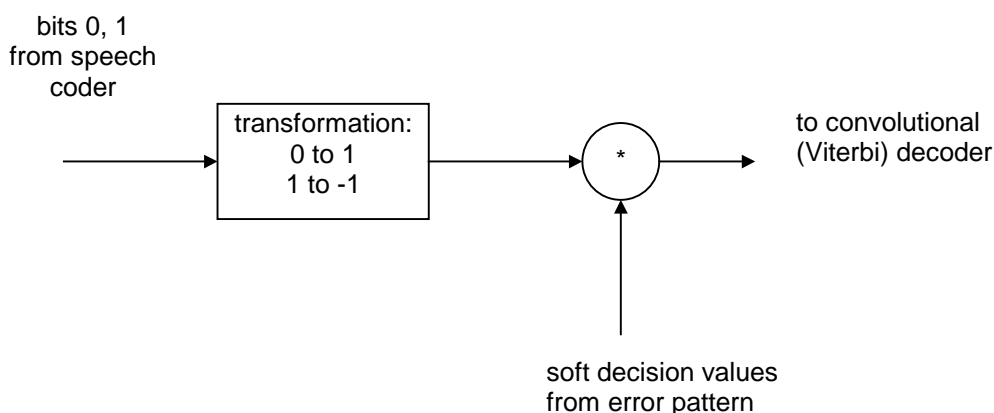 bits 0, 1
from speech
coder
transformation:
0 to 1
1 to -1
*
to convolutional
(Viterbi) decoder
soft decision values
from error pattern